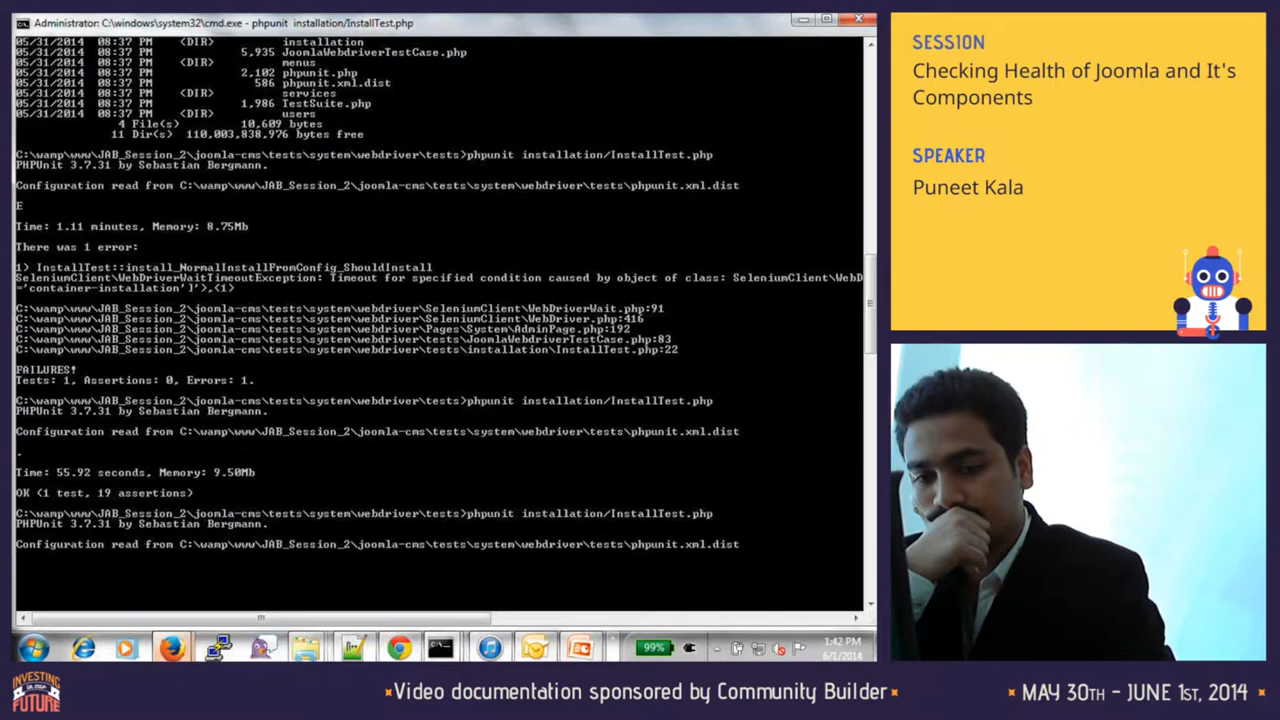 Administrator: C:\windows\system32\cmd.exe - phpunit installation/InstallTest.php
05/31/2014 08:37 PM <DIR> installation
05/31/2014 08:37 PM 5,935 JoomlaWebdriverTestCase.php
05/31/2014 08:37 PM <DIR> menus
05/31/2014 08:37 PM 2,102 phpunit.php
05/31/2014 08:37 PM 586 phpunit.xml.dist
05/31/2014 08:37 PM <DIR> services
05/31/2014 08:37 PM 1,986 TestSuite.php
05/31/2014 08:37 PM <DIR> users
4 File(s) 10,609 bytes
11 Dir(s) 110,003,838,976 bytes free
C:\wamp\www\JAB_Session_2\joomla-cms\tests\system\webdriver\tests>phpunit installation/InstallTest.php
PHPUnit 3.7.31 by Sebastian Bergmann.
Configuration read from C:\wamp\www\JAB_Session_2\joomla-cms\tests\system\webdriver\tests\phpunit.xml.dist
E
Time: 1.11 minutes, Memory: 8.75Mb
There was 1 error:
1) InstallTest::install_NormalInstallFromConfig_ShouldInstall
SeleniumClient\WebDriverWaitTimeoutException: Timeout for specified condition caused by object of class: SeleniumClient\WebD
='container-installation']'),<1>
C:\wamp\www\JAB_Session_2\joomla-cms\tests\system\webdriver\SeleniumClient\WebDriverWait.php:91
C:\wamp\www\JAB_Session_2\joomla-cms\tests\system\webdriver\SeleniumClient\WebDriver.php:416
C:\wamp\www\JAB_Session_2\joomla-cms\tests\system\webdriver\Pages\System\AdminPage.php:192
C:\wamp\www\JAB_Session_2\joomla-cms\tests\system\webdriver\tests\JoomlaWebdriverTestCase.php:83
C:\wamp\www\JAB_Session_2\joomla-cms\tests\system\webdriver\tests\installation\InstallTest.php:22
FAILURES!
Tests: 1, Assertions: 0, Errors: 1.
C:\wamp\www\JAB_Session_2\joomla-cms\tests\system\webdriver\tests>phpunit installation/InstallTest.php
PHPUnit 3.7.31 by Sebastian Bergmann.
Configuration read from C:\wamp\www\JAB_Session_2\joomla-cms\tests\system\webdriver\tests\phpunit.xml.dist
.
Time: 55.92 seconds, Memory: 9.50Mb
OK (1 test, 19 assertions)
C:\wamp\www\JAB_Session_2\joomla-cms\tests\system\webdriver\tests>phpunit installation/InstallTest.php
PHPUnit 3.7.31 by Sebastian Bergmann.
Configuration read from C:\wamp\www\JAB_Session_2\joomla-cms\tests\system\webdriver\tests\phpunit.xml.dist
99%
1:42 PM
6/1/2014
SESSION
Checking Health of Joomla and It's
Components
SPEAKER
Puneet Kala
INVESTING
IN OUR
FUTURE
Video documentation sponsored by Community Builder
MAY 30TH - JUNE 1ST, 2014